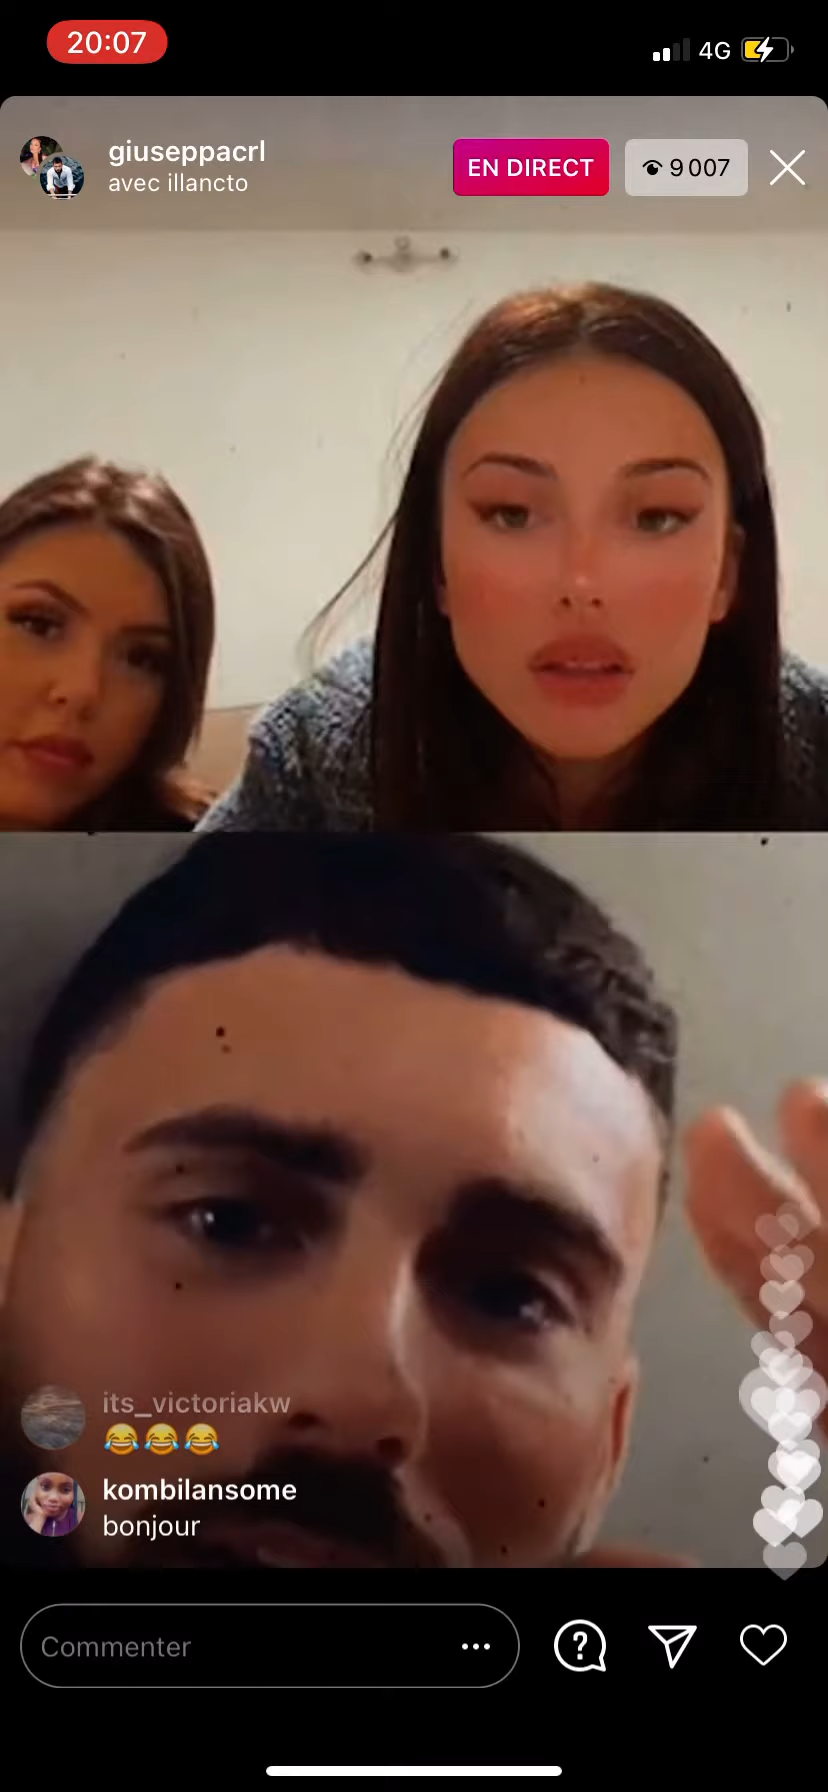 20:07
4G
giuseppacrl
avec illancto
EN DIRECT
9 007
its_victoriakw
😂😂😂
kombilansome
bonjour
Commenter